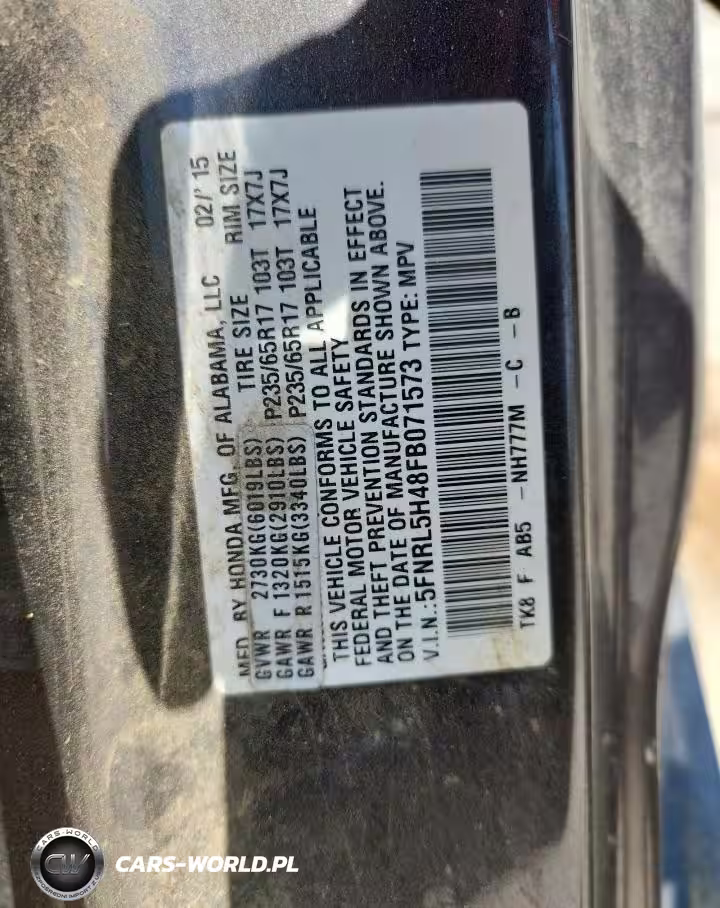 MFD. BY HONDA MFG. OF ALABAMA, LLC 02/'15
GVWR 2730KG(6019LBS) TIRE SIZE RIM SIZE
GAWR F 1320KG(2910LBS) P235/65R17 103T 17X7J
GAWR R 1515KG(3340LBS) P235/65R17 103T 17X7J
THIS VEHICLE CONFORMS TO ALL APPLICABLE
FEDERAL MOTOR VEHICLE SAFETY
AND THEFT PREVENTION STANDARDS IN EFFECT
ON THE DATE OF MANUFACTURE SHOWN ABOVE.
V.I.N.:5FNRL5H48FB071573 TYPE: MPV
TK8 F AB5 -NH777M -C -B
CARS-WORLD
CW
CARS-WORLD.PL